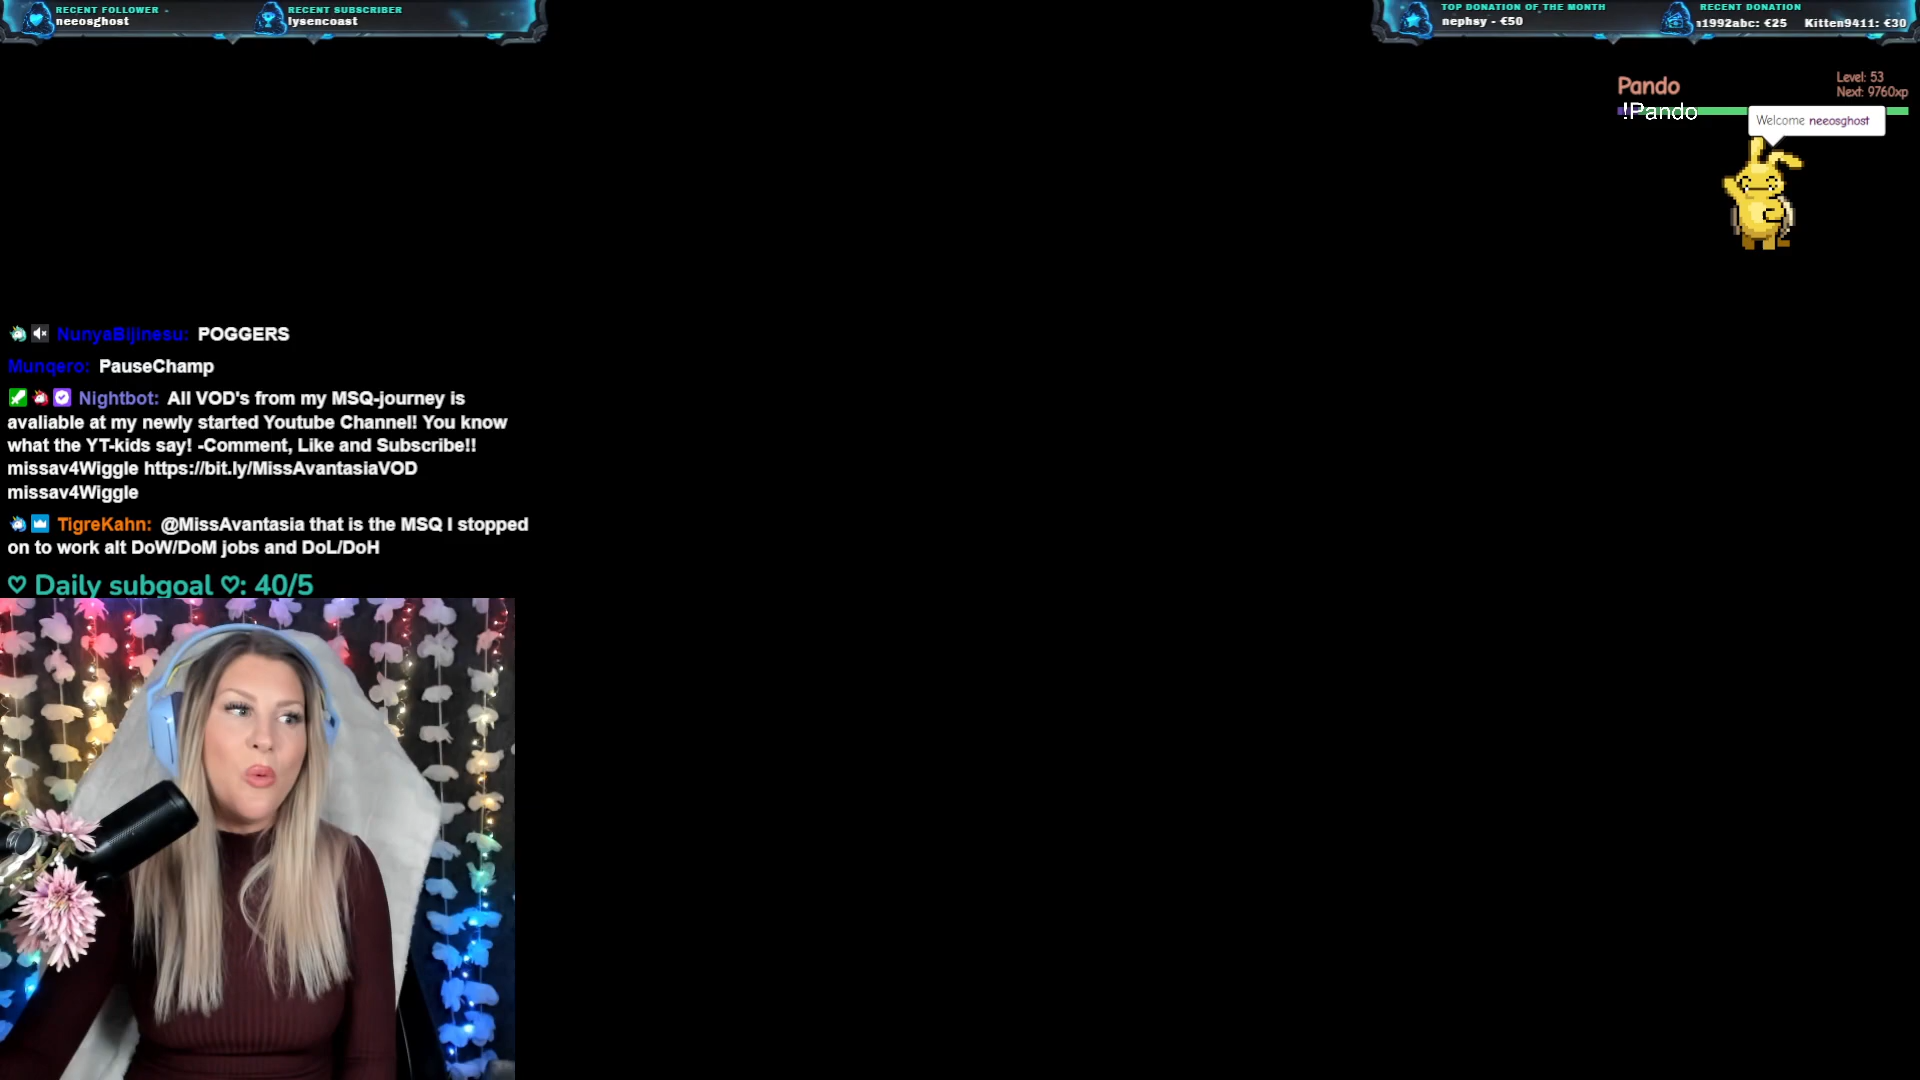 RECENT FOLLOWER -
neeosghost
RECENT SUBSCRIBER
lysencoast
TOP DONATION OF THE MONTH
nephsy - €50
RECENT DONATION
1992abc: €25 Kitten9411: €30
Pando
Level: 53
Next: 9760xp
!Pando
Welcome neeosghost
NunyaBijinesu: POGGERS
Munqero: PauseChamp
Nightbot: All VOD's from my MSQ-journey is
avaliable at my newly started Youtube Channel! You know
what the YT-kids say! -Comment, Like and Subscribe!!
missav4Wiggle https://bit.ly/MissAvantasiaVOD
missav4Wiggle
TigreKahn: @MissAvantasia that is the MSQ I stopped
on to work alt DoW/DoM jobs and DoL/DoH
♡ Daily subgoal ♡: 40/5